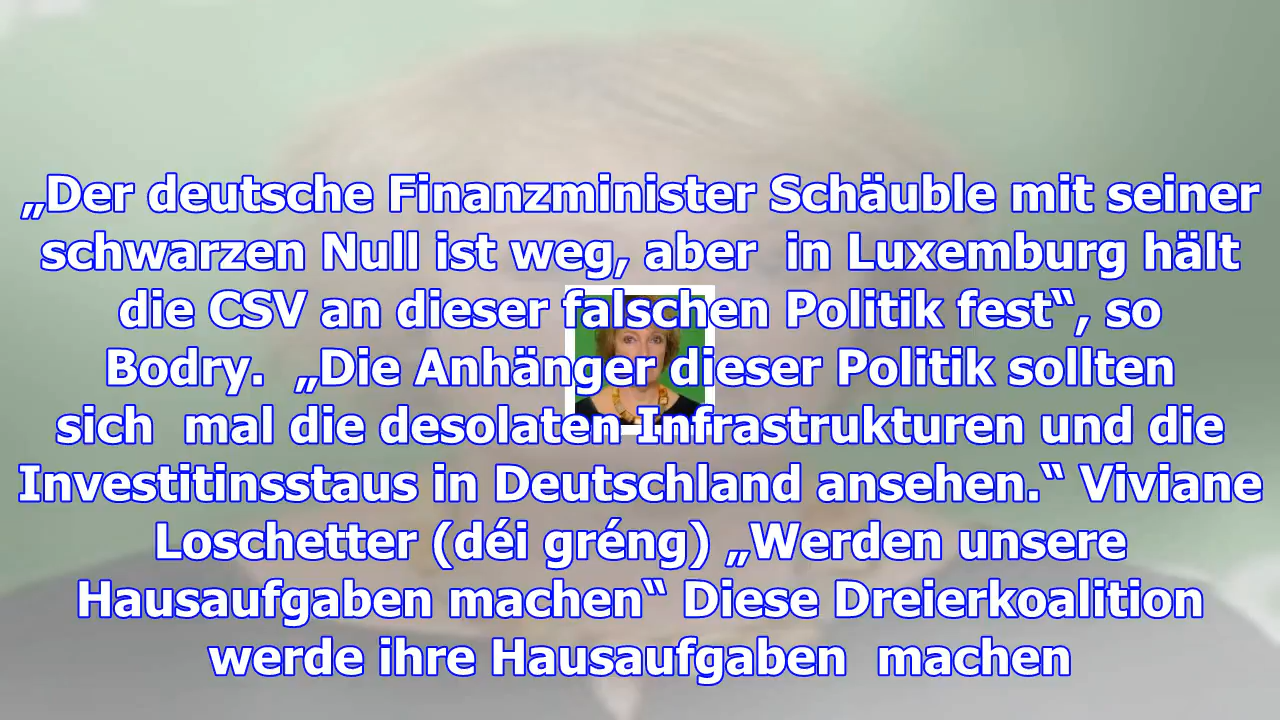 „Der deutsche Finanzminister Schäuble mit seiner
schwarzen Null ist weg, aber  in Luxemburg hält
die CSV an dieser falschen Politik fest“, so
Bodry.  „Die Anhänger dieser Politik sollten
sich  mal die desolaten Infrastrukturen und die
Investitinsstaus in Deutschland ansehen.“ Viviane
Loschetter (déi gréng) „Werden unsere
Hausaufgaben machen“ Diese Dreierkoalition
werde ihre Hausaufgaben  machen